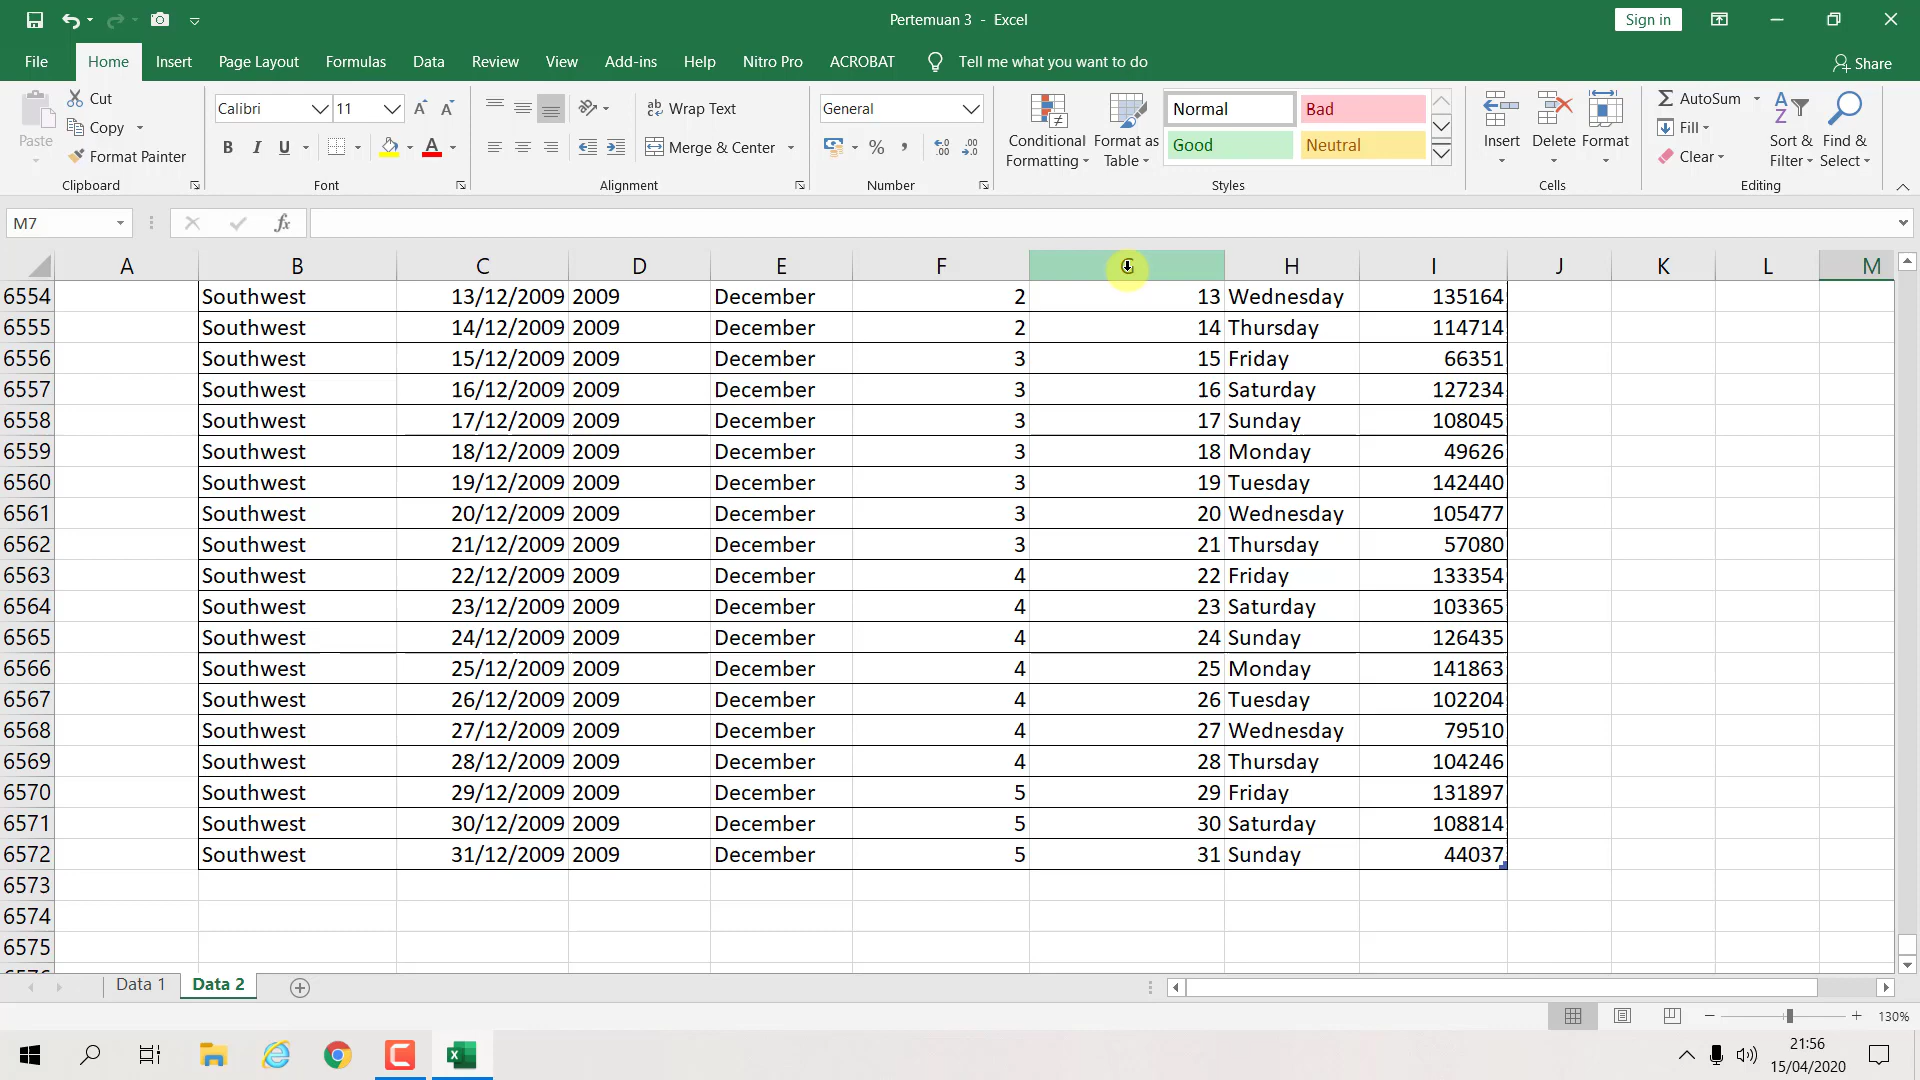 Pertemuan 3 - Excel
Sign in
File Home Insert Page Layout Formulas Data Review View Add-ins Help Nitro Pro ACROBAT Tell me what you want to do Share
Paste Cut Copy Format Painter
Calibri 11
B I U A
Wrap Text
Merge & Center
General
% ,
Conditional Formatting
Format as Table
Normal Bad
Good Neutral
Insert Delete Format
AutoSum
Fill
Clear
Sort & Filter
Find & Select
Clipboard Font Alignment Number Styles Cells Editing
M7 fx
A B C D E F G H I J K L M
6554 Southwest 13/12/2009 2009 December 2 13 Wednesday 135164
6555 Southwest 14/12/2009 2009 December 2 14 Thursday 114714
6556 Southwest 15/12/2009 2009 December 3 15 Friday 66351
6557 Southwest 16/12/2009 2009 December 3 16 Saturday 127234
6558 Southwest 17/12/2009 2009 December 3 17 Sunday 108045
6559 Southwest 18/12/2009 2009 December 3 18 Monday 49626
6560 Southwest 19/12/2009 2009 December 3 19 Tuesday 142440
6561 Southwest 20/12/2009 2009 December 3 20 Wednesday 105477
6562 Southwest 21/12/2009 2009 December 3 21 Thursday 57080
6563 Southwest 22/12/2009 2009 December 4 22 Friday 133354
6564 Southwest 23/12/2009 2009 December 4 23 Saturday 103365
6565 Southwest 24/12/2009 2009 December 4 24 Sunday 126435
6566 Southwest 25/12/2009 2009 December 4 25 Monday 141863
6567 Southwest 26/12/2009 2009 December 4 26 Tuesday 102204
6568 Southwest 27/12/2009 2009 December 4 27 Wednesday 79510
6569 Southwest 28/12/2009 2009 December 4 28 Thursday 104246
6570 Southwest 29/12/2009 2009 December 5 29 Friday 131897
6571 Southwest 30/12/2009 2009 December 5 30 Saturday 108814
6572 Southwest 31/12/2009 2009 December 5 31 Sunday 44037
6573
6574
6575
Data 1 Data 2
130%
21:56
15/04/2020